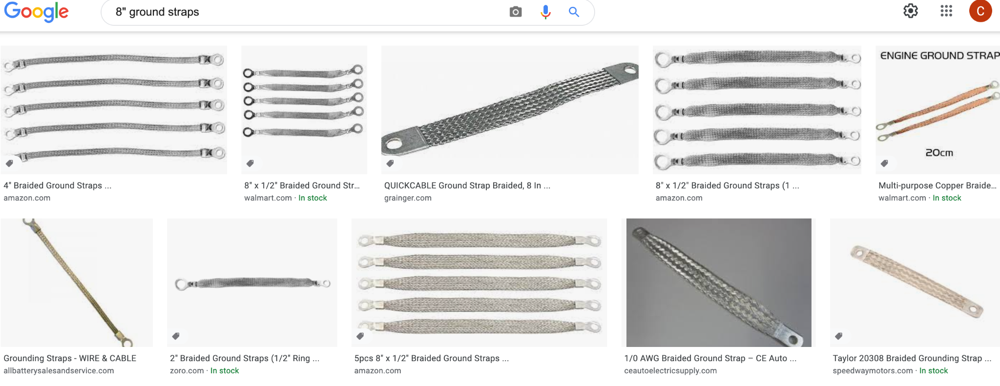 Google
8" ground straps
C
ENGINE GROUND STRAP
20cm
4" Braided Ground Straps ...
amazon.com
8" x 1/2" Braided Ground Str...
walmart.com · In stock
QUICKCABLE Ground Strap Braided, 8 In ...
grainger.com
8" x 1/2" Braided Ground Straps (1 ...
amazon.com
Multi-purpose Copper Braide...
walmart.com · In stock
Grounding Straps - WIRE & CABLE
allbatterysalesandservice.com
2" Braided Ground Straps (1/2" Ring ...
zoro.com · In stock
5pcs 8" x 1/2" Braided Ground Straps ...
amazon.com
1/0 AWG Braided Ground Strap – CE Auto ...
ceautoelectricsupply.com
Taylor 20308 Braided Grounding Strap ...
speedwaymotors.com · In stock